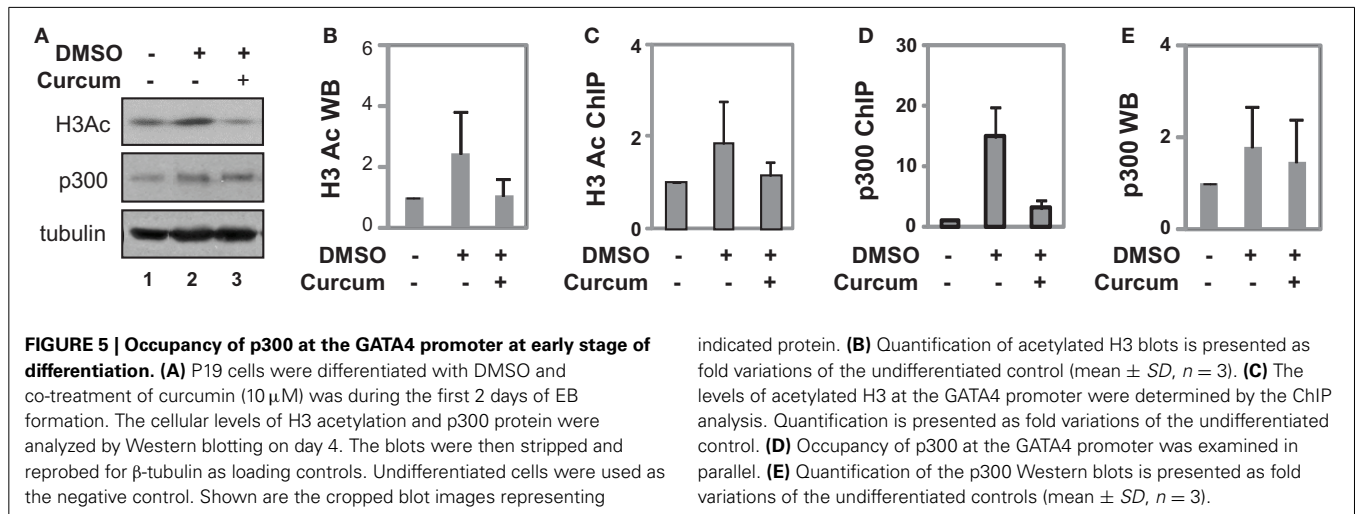 A
DMSO - + +
Curcum - - +
H3Ac
p300
tubulin
1 2 3
B
H3 Ac WB
6
4
2
0
DMSO - + +
Curcum - - +
C
H3 Ac ChIP
4
2
0
DMSO - + +
Curcum - - +
D
p300 ChIP
30
20
10
0
DMSO - + +
Curcum - - +
E
p300 WB
4
2
0
DMSO - + +
Curcum - - +
FIGURE 5 | Occupancy of p300 at the GATA4 promoter at early stage of
differentiation. (A) P19 cells were differentiated with DMSO and
co-treatment of curcumin (10 μM) was during the first 2 days of EB
formation. The cellular levels of H3 acetylation and p300 protein were
analyzed by Western blotting on day 4. The blots were then stripped and
reprobed for β-tubulin as loading controls. Undifferentiated cells were used as
the negative control. Shown are the cropped blot images representing
indicated protein. (B) Quantification of acetylated H3 blots is presented as
fold variations of the undifferentiated control (mean ± SD, n = 3). (C) The
levels of acetylated H3 at the GATA4 promoter were determined by the ChIP
analysis. Quantification is presented as fold variations of the undifferentiated
control. (D) Occupancy of p300 at the GATA4 promoter was examined in
parallel. (E) Quantification of the p300 Western blots is presented as fold
variations of the undifferentiated controls (mean ± SD, n = 3).